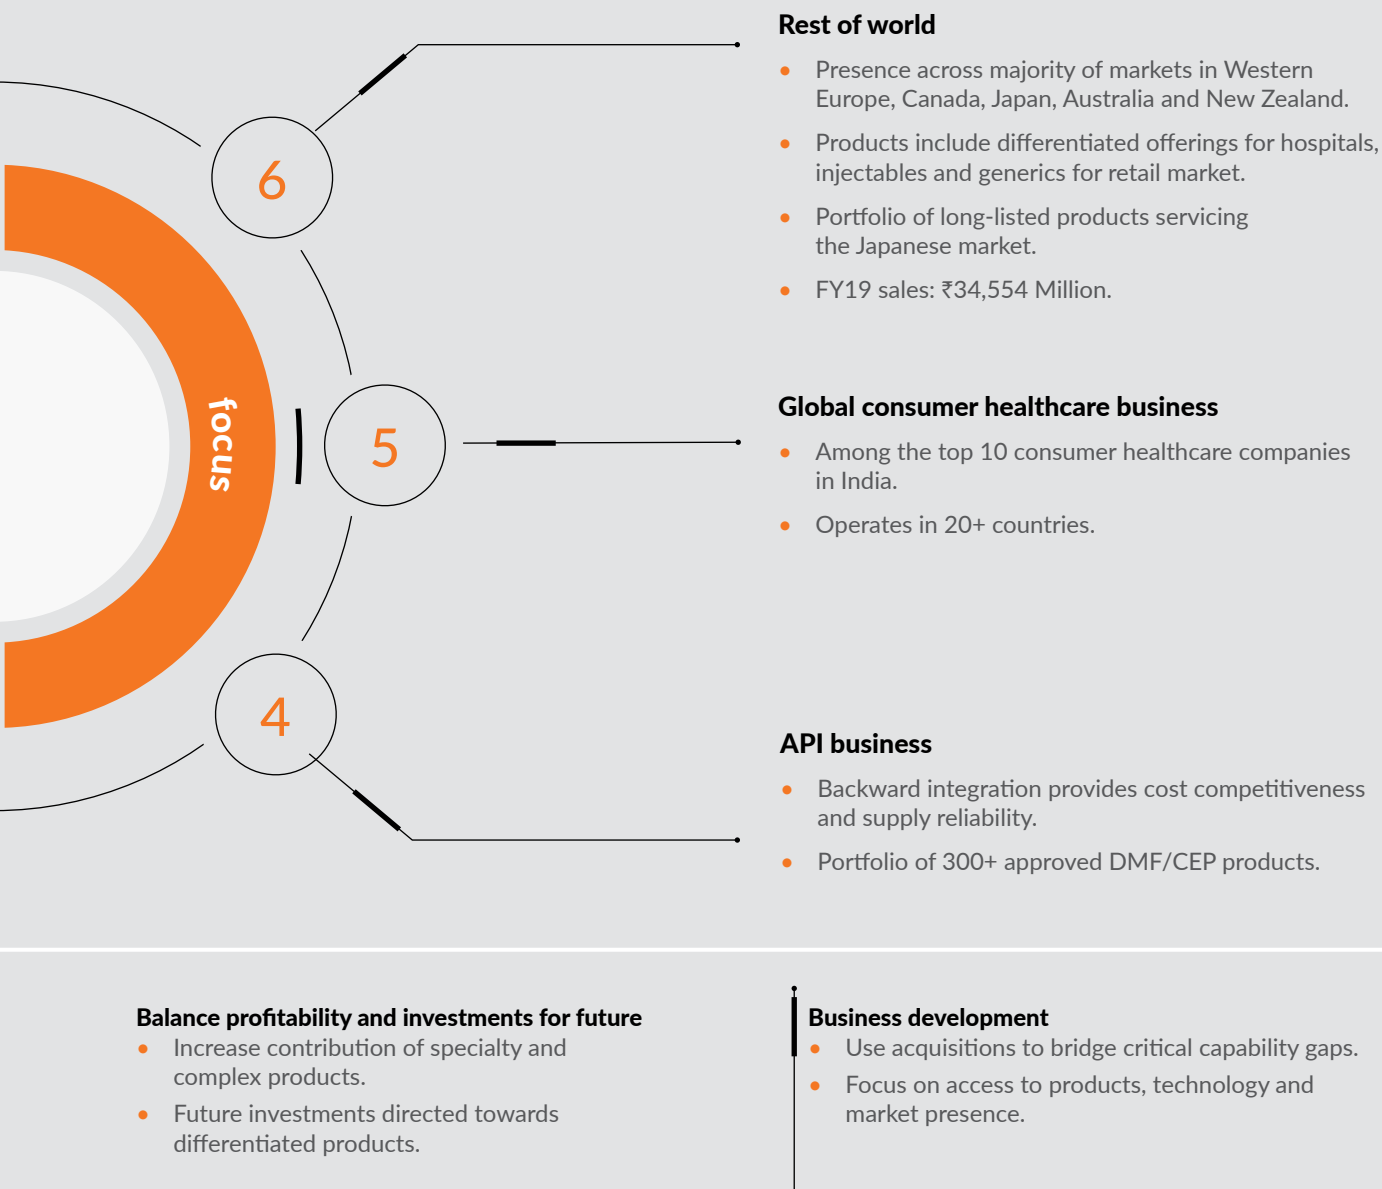 Rest of world
• Presence across majority of markets in Western
Europe, Canada, Japan, Australia and New Zealand.
• Products include differentiated offerings for hospitals,
injectables and generics for retail market.
• Portfolio of long-listed products servicing
the Japanese market.
• FY19 sales: ₹34,554 Million.
6
focus
5
Global consumer healthcare business
• Among the top 10 consumer healthcare companies
in India.
• Operates in 20+ countries.
4
API business
• Backward integration provides cost competitiveness
and supply reliability.
• Portfolio of 300+ approved DMF/CEP products.
Balance profitability and investments for future
• Increase contribution of specialty and
complex products.
• Future investments directed towards
differentiated products.
Business development
• Use acquisitions to bridge critical capability gaps.
• Focus on access to products, technology and
market presence.